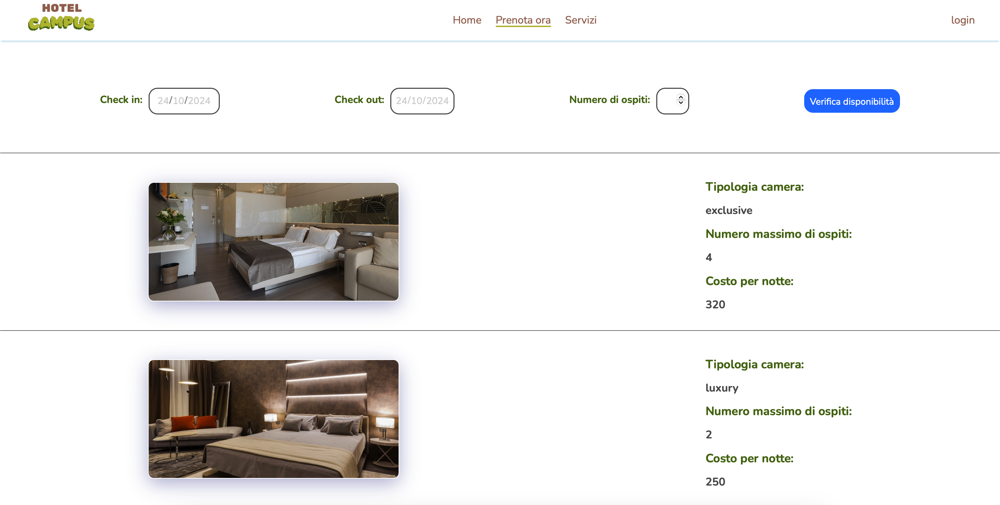 HOTEL
CAMPUS
Home Prenota ora Servizi login
Check in: 24/10/2024 Check out: 24/10/2024 Numero di ospiti: Verifica disponibilità
Tipologia camera:
exclusive
Numero massimo di ospiti:
4
Costo per notte:
320
Tipologia camera:
luxury
Numero massimo di ospiti:
2
Costo per notte:
250